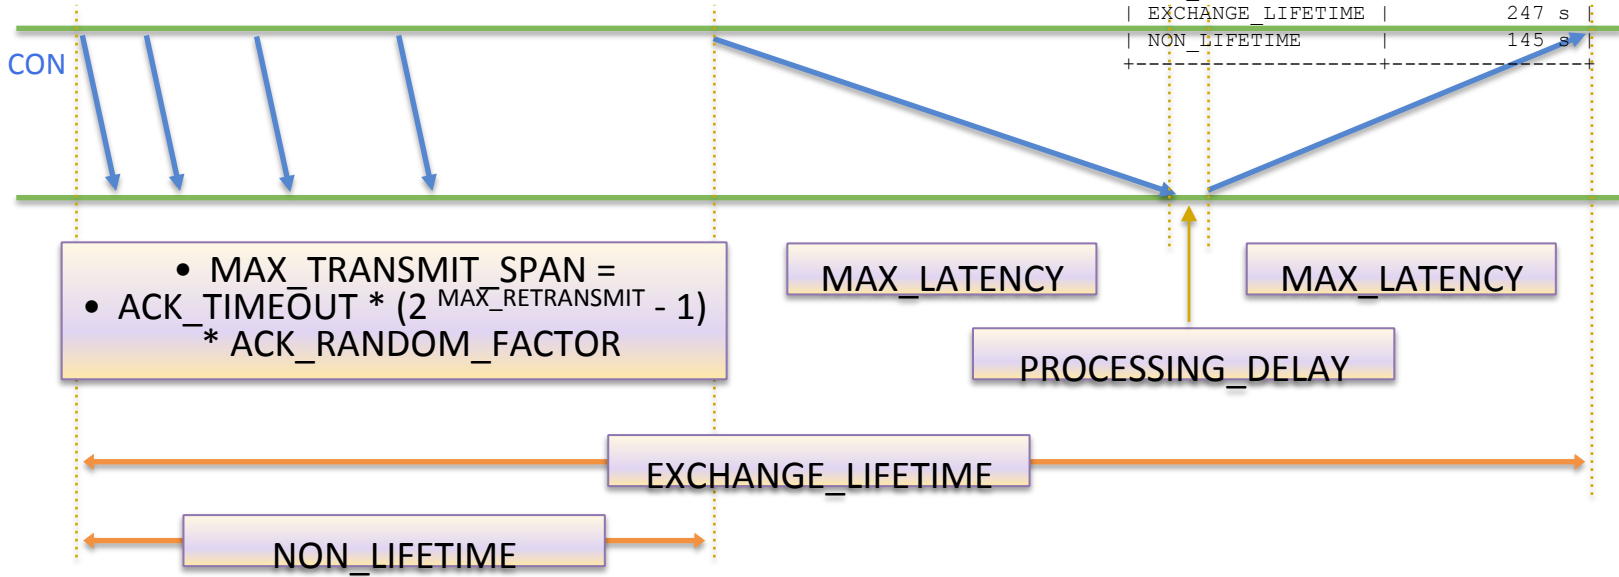 | EXCHANGE_LIFETIME | 247 s |
| NON_LIFETIME | 145 s |
+-------------------+---------------+
CON
• MAX_TRANSMIT_SPAN =
• ACK_TIMEOUT * (2 MAX_RETRANSMIT - 1)
* ACK_RANDOM_FACTOR
MAX_LATENCY
MAX_LATENCY
PROCESSING_DELAY
EXCHANGE_LIFETIME
NON_LIFETIME